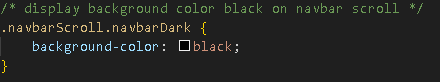 /* display background color black on navbar scroll */
.navbarScroll.navbarDark {
    background-color: black;
}